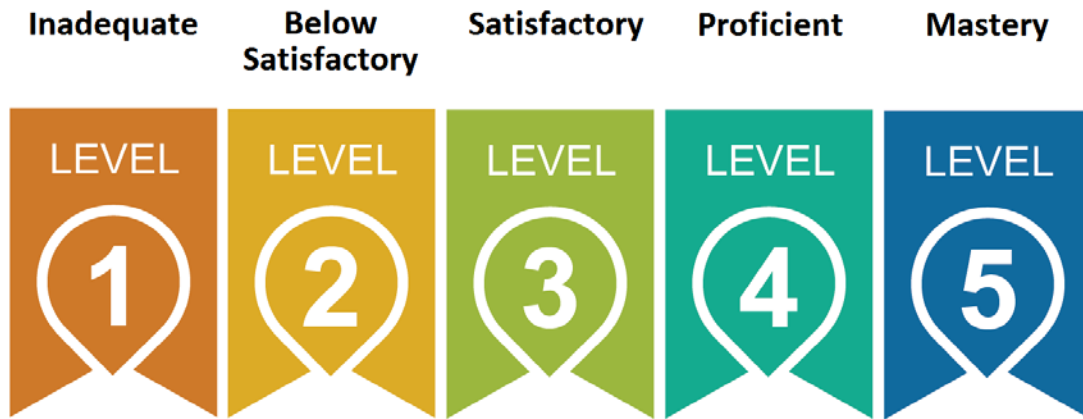 Inadequate
Below
Satisfactory
Satisfactory
Proficient
Mastery
LEVEL
1
LEVEL
2
LEVEL
3
LEVEL
4
LEVEL
5